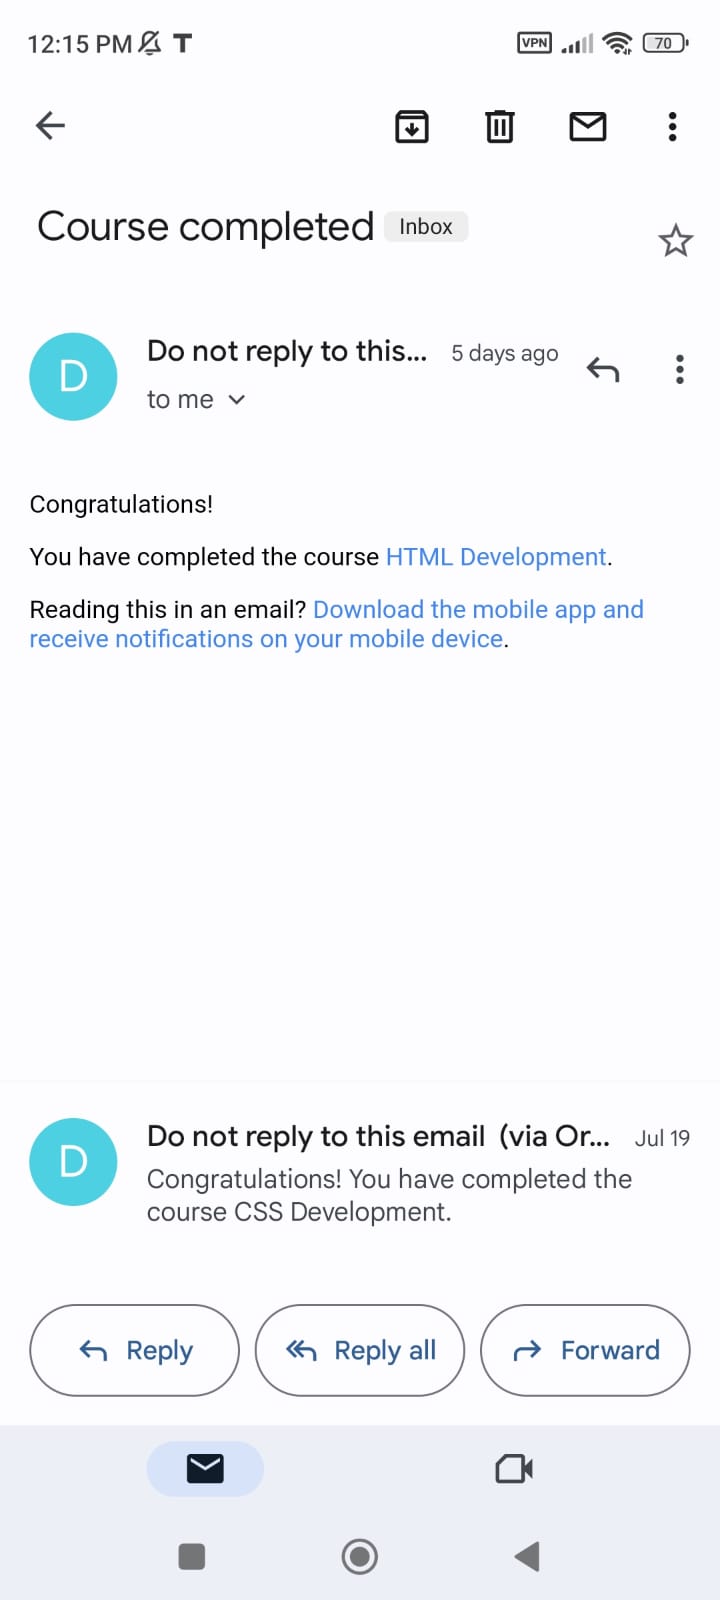 12:15 PM T VPN 70
Course completed Inbox
D
Do not reply to this... 5 days ago
to me
Congratulations!
You have completed the course HTML Development.
Reading this in an email? Download the mobile app and
receive notifications on your mobile device.
D
Do not reply to this email (via Or... Jul 19
Congratulations! You have completed the
course CSS Development.
Reply Reply all Forward